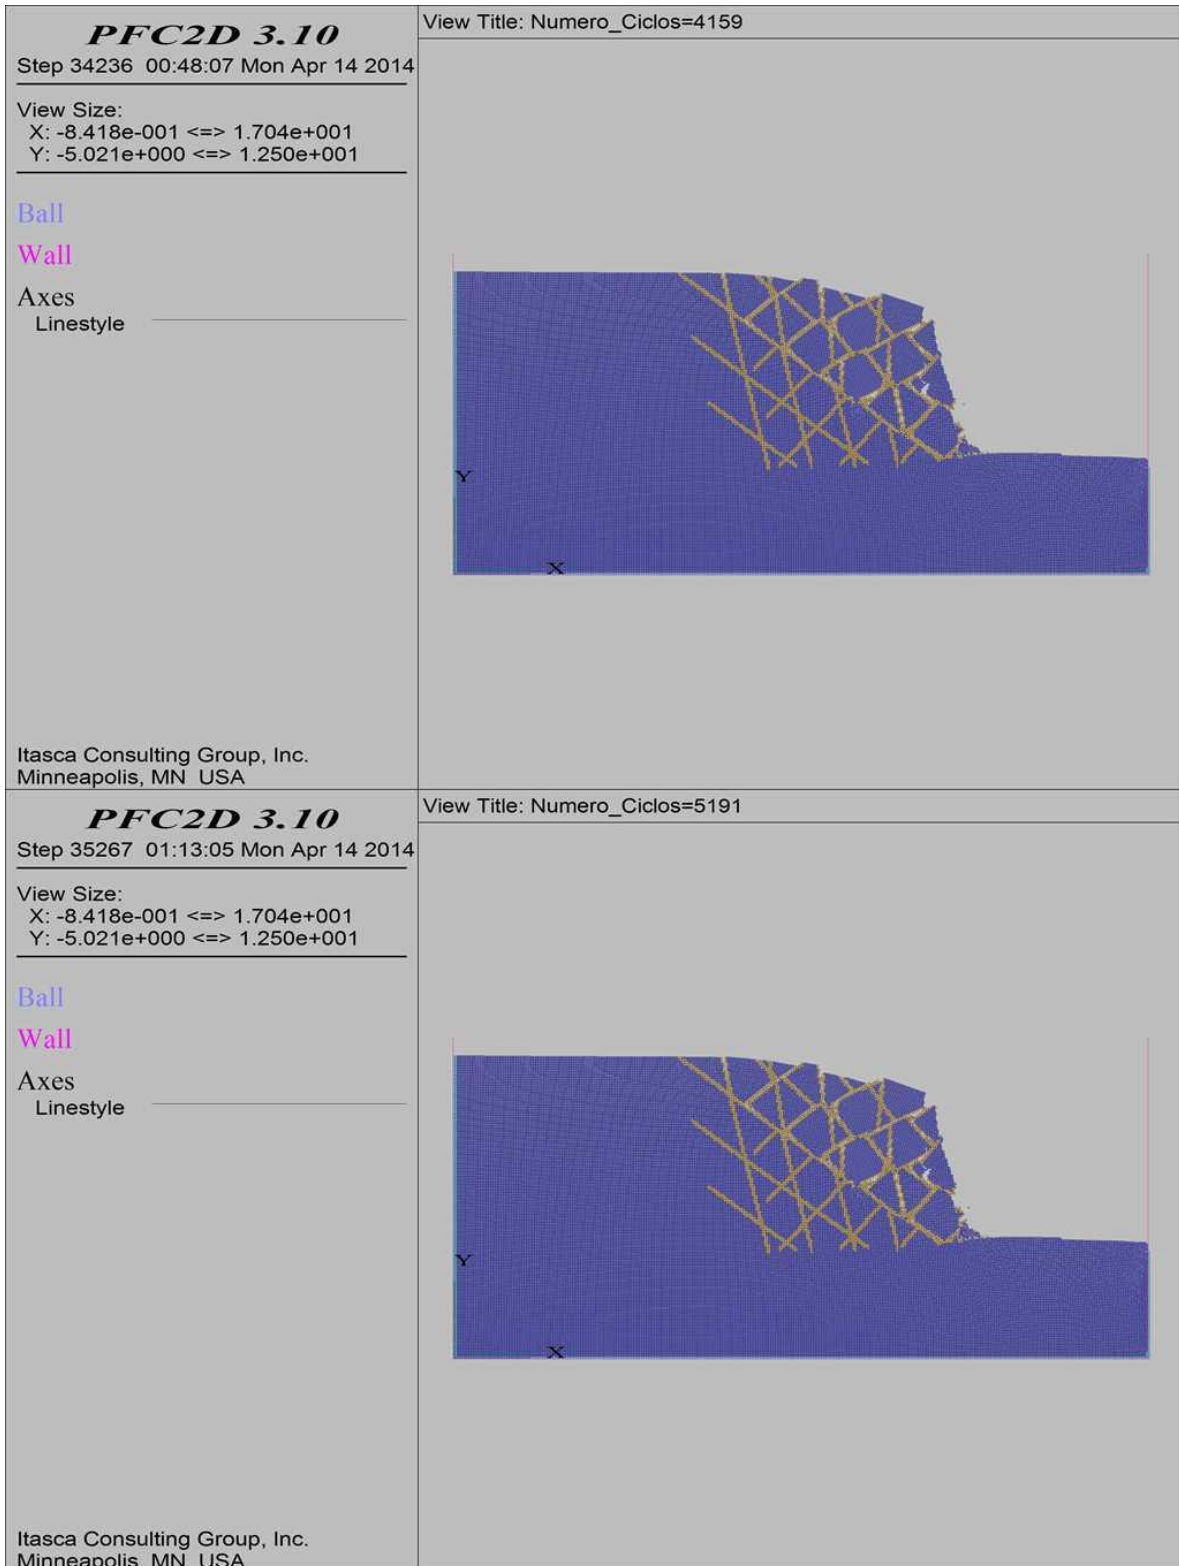 PFC2D 3.10
Step 34236 00:48:07 Mon Apr 14 2014
View Size:
X: -8.418e-001 <=> 1.704e+001
Y: -5.021e+000 <=> 1.250e+001
Ball
Wall
Axes
Linestyle
Itasca Consulting Group, Inc.
Minneapolis, MN USA
View Title: Numero_Ciclos=4159
Y
X
PFC2D 3.10
Step 35267 01:13:05 Mon Apr 14 2014
View Size:
X: -8.418e-001 <=> 1.704e+001
Y: -5.021e+000 <=> 1.250e+001
Ball
Wall
Axes
Linestyle
Itasca Consulting Group, Inc.
Minneapolis, MN USA
View Title: Numero_Ciclos=5191
Y
X